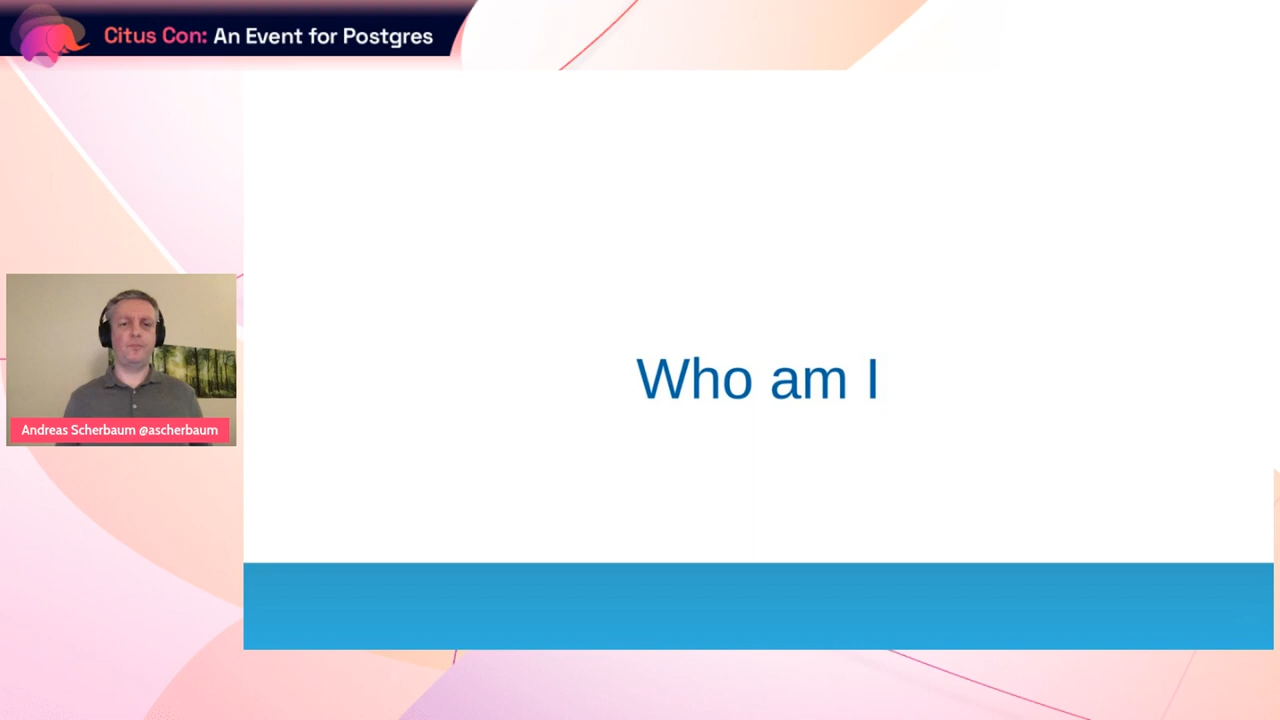 Citus Con: An Event for Postgres
Who am I
Andreas Scherbaum @ascherbaum